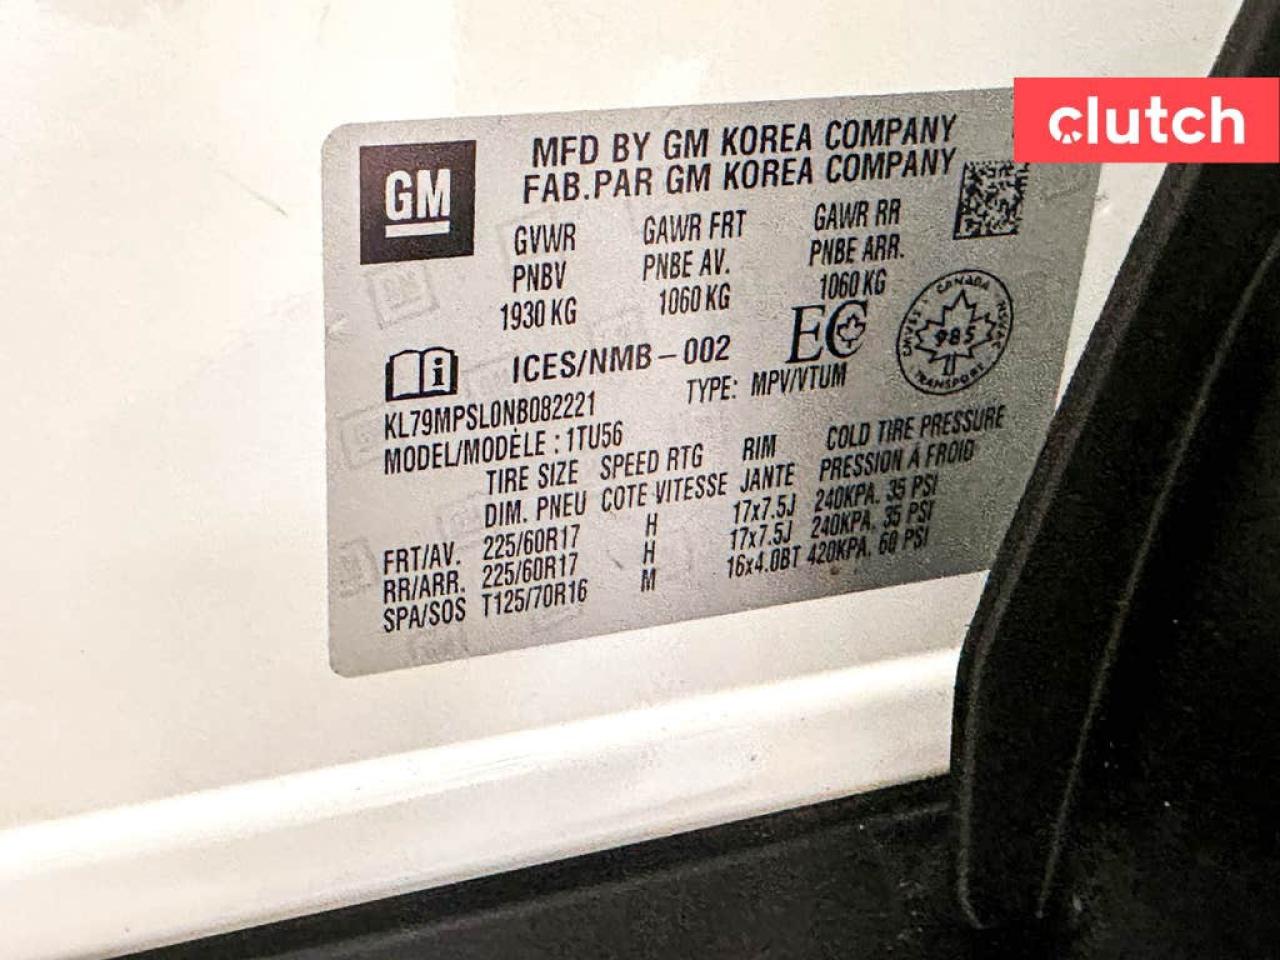 clutch
GM
MFD BY GM KOREA COMPANY
FAB.PAR GM KOREA COMPANY
GVWR GAWR FRT GAWR RR
PNBV PNBE AV. PNBE ARR.
1930 KG 1060 KG 1060 KG
ICES/NMB-002 EC
CANADA
985
TRANSPORT
KL79MPSL0NB082221 TYPE: MPV/VTUM
MODEL/MODÈLE : 1TU56
TIRE SIZE SPEED RTG RIM COLD TIRE PRESSURE
DIM. PNEU COTE VITESSE JANTE PRESSION À FROID
FRT/AV. 225/60R17 H 17x7.5J 240KPA. 35 PSI
RR/ARR. 225/60R17 H 17x7.5J 240KPA. 35 PSI
SPA/SOS T125/70R16 M 16x4.0BT 420KPA. 60 PSI